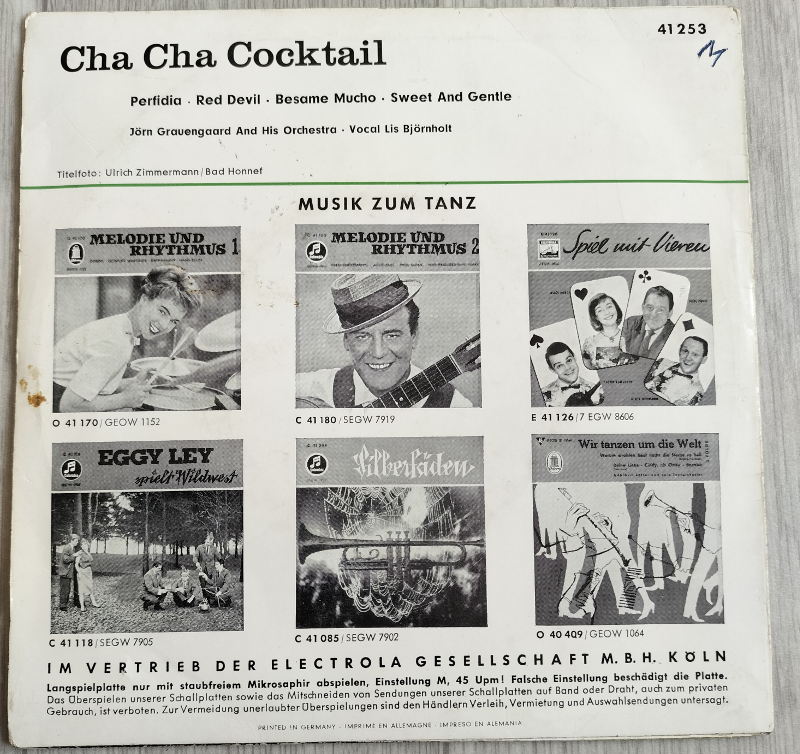 41253
Cha Cha Cocktail
Perfidia · Red Devil · Besame Mucho · Sweet And Gentle
Jörn Grauengaard And His Orchestra · Vocal Lis Björnholt
Titelfoto: Ulrich Zimmermann/Bad Honnef
MUSIK ZUM TANZ
MELODIE UND
RHYTHMUS 1
MELODIE UND
RHYTHMUS 2
Spiel mit Vieren
O 41 170/GEOW 1152
C 41 180/SEGW 7919
E 41 126/7 EGW 8606
EGGY LEY
spielt Wildwest
Silberfäden
Wir tanzen um die Welt
C 41 118/SEGW 7905
C 41 085/SEGW 7902
O 40 409/GEOW 1064
IM VERTRIEB DER ELECTROLA GESELLSCHAFT M.B.H. KÖLN
Langspielplatte nur mit staubfreiem Mikrosaphir abspielen, Einstellung M, 45 Upm! Falsche Einstellung beschädigt die Platte.
Das Überspielen unserer Schallplatten sowie das Mitschneiden von Sendungen unserer Schallplatten auf Band oder Draht, auch zum privaten
Gebrauch, ist verboten. Zur Vermeidung unerlaubter Überspielungen sind den Händlern Verleih, Vermietung und Auswahlsendungen untersagt.
PRINTED IN GERMANY - IMPRIMÉ EN ALLEMAGNE - IMPRESO EN ALEMANIA